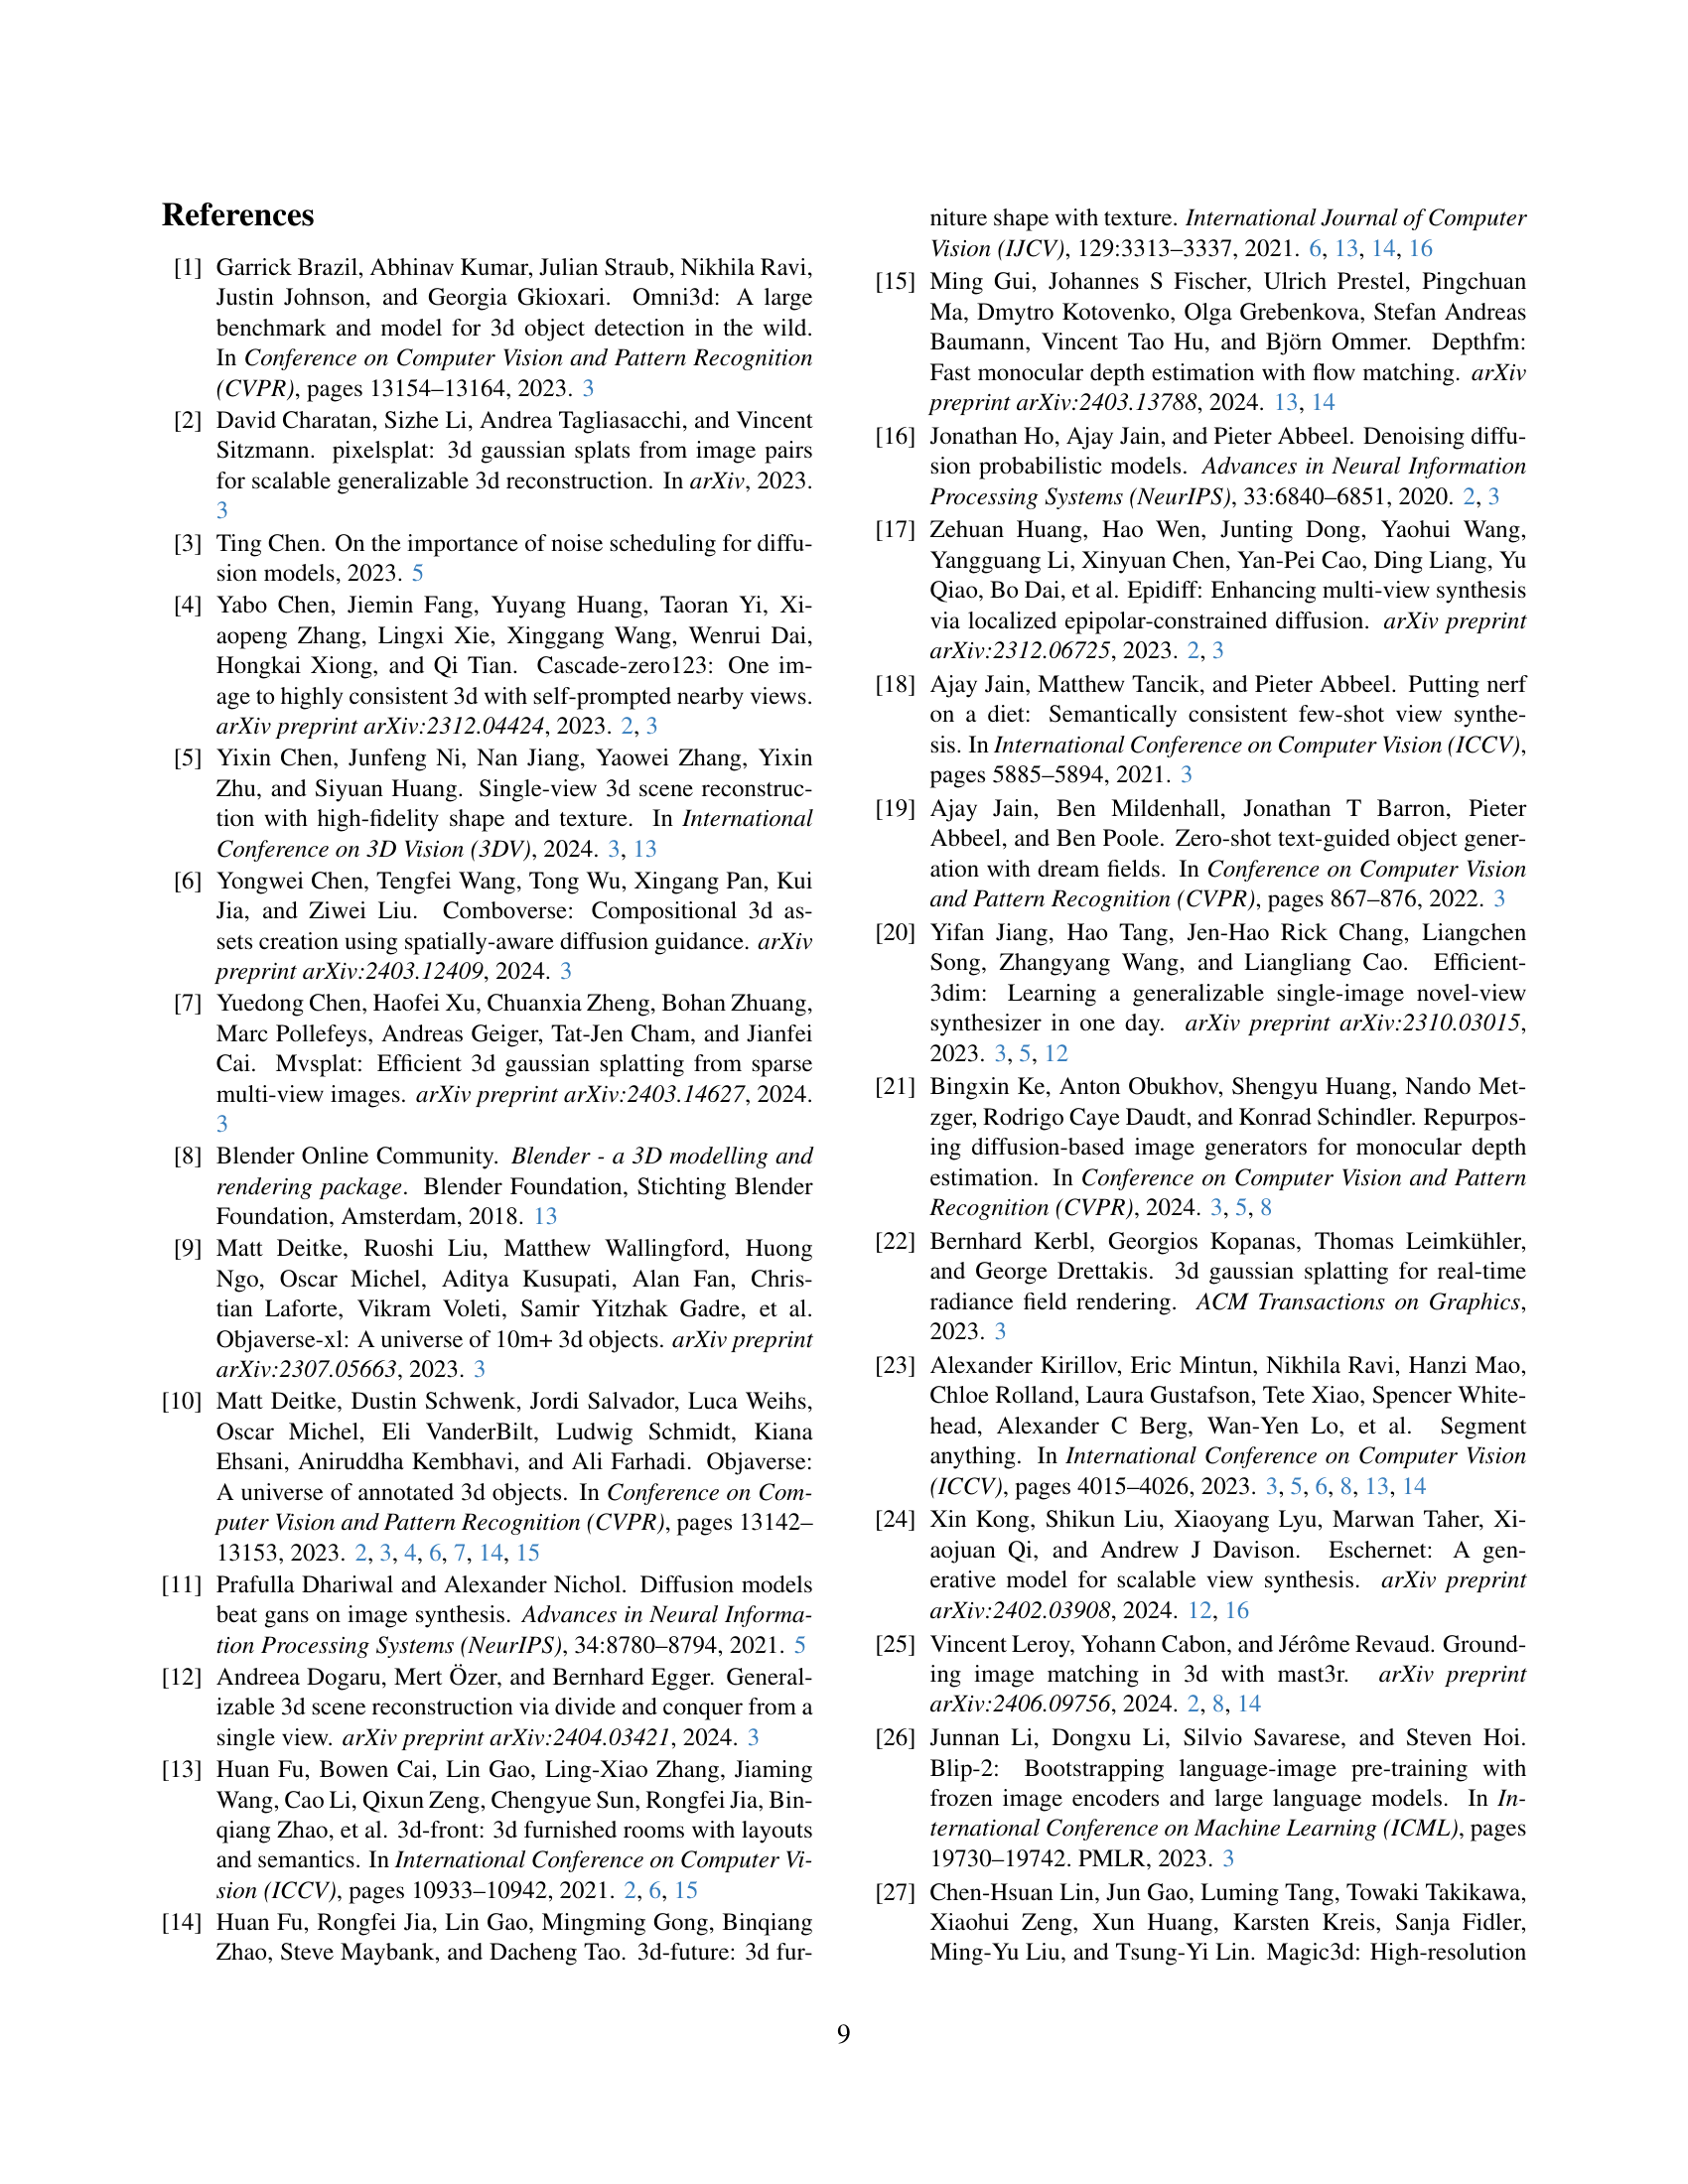 References
[1] Garrick Brazil, Abhinav Kumar, Julian Straub, Nikhila Ravi,
Justin Johnson, and Georgia Gkioxari. Omni3d: A large
benchmark and model for 3d object detection in the wild.
In Conference on Computer Vision and Pattern Recognition
(CVPR), pages 13154–13164, 2023. 3
[2] David Charatan, Sizhe Li, Andrea Tagliasacchi, and Vincent
Sitzmann. pixelsplat: 3d gaussian splats from image pairs
for scalable generalizable 3d reconstruction. In arXiv, 2023.
3
[3] Ting Chen. On the importance of noise scheduling for diffu-
sion models, 2023. 5
[4] Yabo Chen, Jiemin Fang, Yuyang Huang, Taoran Yi, Xi-
aopeng Zhang, Lingxi Xie, Xinggang Wang, Wenrui Dai,
Hongkai Xiong, and Qi Tian. Cascade-zero123: One im-
age to highly consistent 3d with self-prompted nearby views.
arXiv preprint arXiv:2312.04424, 2023. 2, 3
[5] Yixin Chen, Junfeng Ni, Nan Jiang, Yaowei Zhang, Yixin
Zhu, and Siyuan Huang. Single-view 3d scene reconstruc-
tion with high-fidelity shape and texture. In International
Conference on 3D Vision (3DV), 2024. 3, 13
[6] Yongwei Chen, Tengfei Wang, Tong Wu, Xingang Pan, Kui
Jia, and Ziwei Liu. Comboverse: Compositional 3d as-
sets creation using spatially-aware diffusion guidance. arXiv
preprint arXiv:2403.12409, 2024. 3
[7] Yuedong Chen, Haofei Xu, Chuanxia Zheng, Bohan Zhuang,
Marc Pollefeys, Andreas Geiger, Tat-Jen Cham, and Jianfei
Cai. Mvsplat: Efficient 3d gaussian splatting from sparse
multi-view images. arXiv preprint arXiv:2403.14627, 2024.
3
[8] Blender Online Community. Blender - a 3D modelling and
rendering package. Blender Foundation, Stichting Blender
Foundation, Amsterdam, 2018. 13
[9] Matt Deitke, Ruoshi Liu, Matthew Wallingford, Huong
Ngo, Oscar Michel, Aditya Kusupati, Alan Fan, Chris-
tian Laforte, Vikram Voleti, Samir Yitzhak Gadre, et al.
Objaverse-xl: A universe of 10m+ 3d objects. arXiv preprint
arXiv:2307.05663, 2023. 3
[10] Matt Deitke, Dustin Schwenk, Jordi Salvador, Luca Weihs,
Oscar Michel, Eli VanderBilt, Ludwig Schmidt, Kiana
Ehsani, Aniruddha Kembhavi, and Ali Farhadi. Objaverse:
A universe of annotated 3d objects. In Conference on Com-
puter Vision and Pattern Recognition (CVPR), pages 13142–
13153, 2023. 2, 3, 4, 6, 7, 14, 15
[11] Prafulla Dhariwal and Alexander Nichol. Diffusion models
beat gans on image synthesis. Advances in Neural Informa-
tion Processing Systems (NeurIPS), 34:8780–8794, 2021. 5
[12] Andreea Dogaru, Mert Özer, and Bernhard Egger. General-
izable 3d scene reconstruction via divide and conquer from a
single view. arXiv preprint arXiv:2404.03421, 2024. 3
[13] Huan Fu, Bowen Cai, Lin Gao, Ling-Xiao Zhang, Jiaming
Wang, Cao Li, Qixun Zeng, Chengyue Sun, Rongfei Jia, Bin-
qiang Zhao, et al. 3d-front: 3d furnished rooms with layouts
and semantics. In International Conference on Computer Vi-
sion (ICCV), pages 10933–10942, 2021. 2, 6, 15
[14] Huan Fu, Rongfei Jia, Lin Gao, Mingming Gong, Binqiang
Zhao, Steve Maybank, and Dacheng Tao. 3d-future: 3d fur-
niture shape with texture. International Journal of Computer
Vision (IJCV), 129:3313–3337, 2021. 6, 13, 14, 16
[15] Ming Gui, Johannes S Fischer, Ulrich Prestel, Pingchuan
Ma, Dmytro Kotovenko, Olga Grebenkova, Stefan Andreas
Baumann, Vincent Tao Hu, and Björn Ommer. Depthfm:
Fast monocular depth estimation with flow matching. arXiv
preprint arXiv:2403.13788, 2024. 13, 14
[16] Jonathan Ho, Ajay Jain, and Pieter Abbeel. Denoising diffu-
sion probabilistic models. Advances in Neural Information
Processing Systems (NeurIPS), 33:6840–6851, 2020. 2, 3
[17] Zehuan Huang, Hao Wen, Junting Dong, Yaohui Wang,
Yangguang Li, Xinyuan Chen, Yan-Pei Cao, Ding Liang, Yu
Qiao, Bo Dai, et al. Epidiff: Enhancing multi-view synthesis
via localized epipolar-constrained diffusion. arXiv preprint
arXiv:2312.06725, 2023. 2, 3
[18] Ajay Jain, Matthew Tancik, and Pieter Abbeel. Putting nerf
on a diet: Semantically consistent few-shot view synthe-
sis. In International Conference on Computer Vision (ICCV),
pages 5885–5894, 2021. 3
[19] Ajay Jain, Ben Mildenhall, Jonathan T Barron, Pieter
Abbeel, and Ben Poole. Zero-shot text-guided object gener-
ation with dream fields. In Conference on Computer Vision
and Pattern Recognition (CVPR), pages 867–876, 2022. 3
[20] Yifan Jiang, Hao Tang, Jen-Hao Rick Chang, Liangchen
Song, Zhangyang Wang, and Liangliang Cao. Efficient-
3dim: Learning a generalizable single-image novel-view
synthesizer in one day. arXiv preprint arXiv:2310.03015,
2023. 3, 5, 12
[21] Bingxin Ke, Anton Obukhov, Shengyu Huang, Nando Met-
zger, Rodrigo Caye Daudt, and Konrad Schindler. Repurpos-
ing diffusion-based image generators for monocular depth
estimation. In Conference on Computer Vision and Pattern
Recognition (CVPR), 2024. 3, 5, 8
[22] Bernhard Kerbl, Georgios Kopanas, Thomas Leimkühler,
and George Drettakis. 3d gaussian splatting for real-time
radiance field rendering. ACM Transactions on Graphics,
2023. 3
[23] Alexander Kirillov, Eric Mintun, Nikhila Ravi, Hanzi Mao,
Chloe Rolland, Laura Gustafson, Tete Xiao, Spencer White-
head, Alexander C Berg, Wan-Yen Lo, et al. Segment
anything. In International Conference on Computer Vision
(ICCV), pages 4015–4026, 2023. 3, 5, 6, 8, 13, 14
[24] Xin Kong, Shikun Liu, Xiaoyang Lyu, Marwan Taher, Xi-
aojuan Qi, and Andrew J Davison. Eschernet: A gen-
erative model for scalable view synthesis. arXiv preprint
arXiv:2402.03908, 2024. 12, 16
[25] Vincent Leroy, Yohann Cabon, and Jérôme Revaud. Ground-
ing image matching in 3d with mast3r. arXiv preprint
arXiv:2406.09756, 2024. 2, 8, 14
[26] Junnan Li, Dongxu Li, Silvio Savarese, and Steven Hoi.
Blip-2: Bootstrapping language-image pre-training with
frozen image encoders and large language models. In In-
ternational Conference on Machine Learning (ICML), pages
19730–19742. PMLR, 2023. 3
[27] Chen-Hsuan Lin, Jun Gao, Luming Tang, Towaki Takikawa,
Xiaohui Zeng, Xun Huang, Karsten Kreis, Sanja Fidler,
Ming-Yu Liu, and Tsung-Yi Lin. Magic3d: High-resolution
9